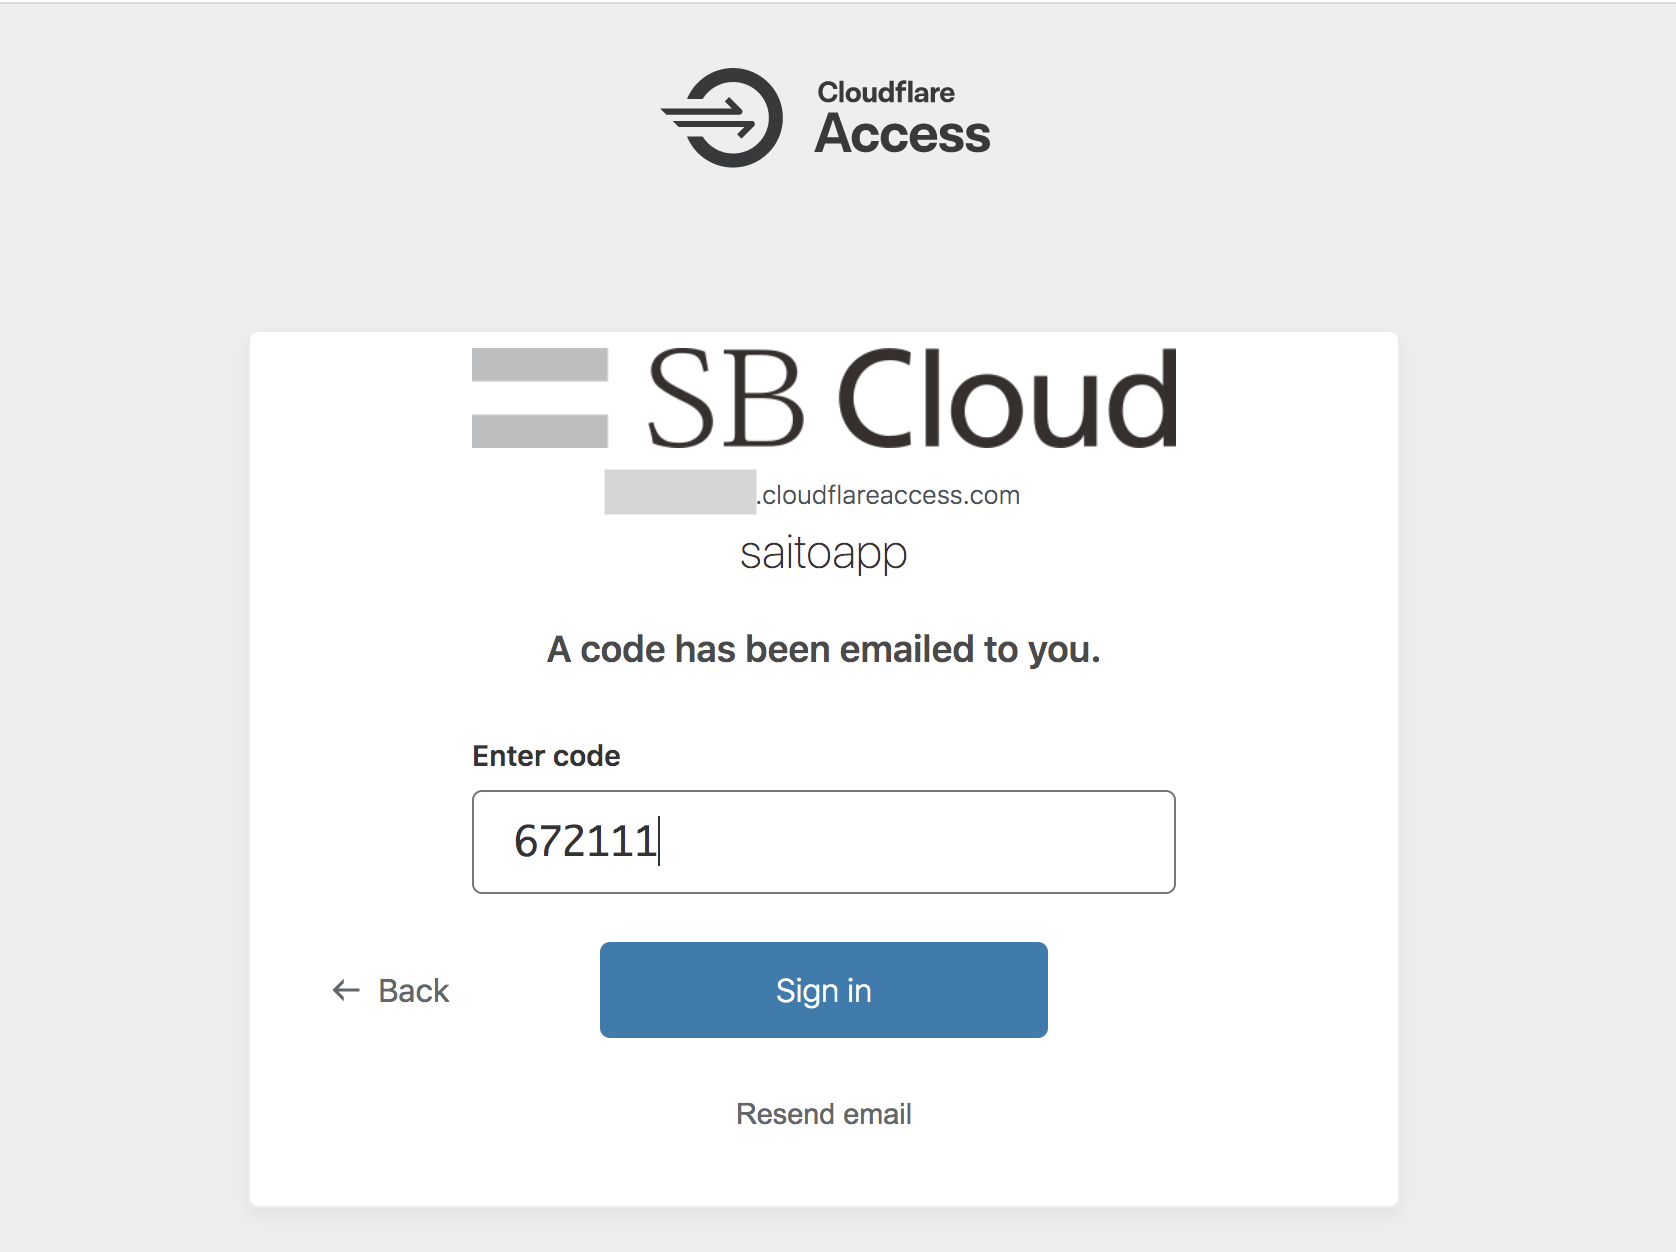 Cloudflare
Access
SB Cloud
.cloudflareaccess.com
saitoapp
A code has been emailed to you.
Enter code
672111
← Back
Sign in
Resend email